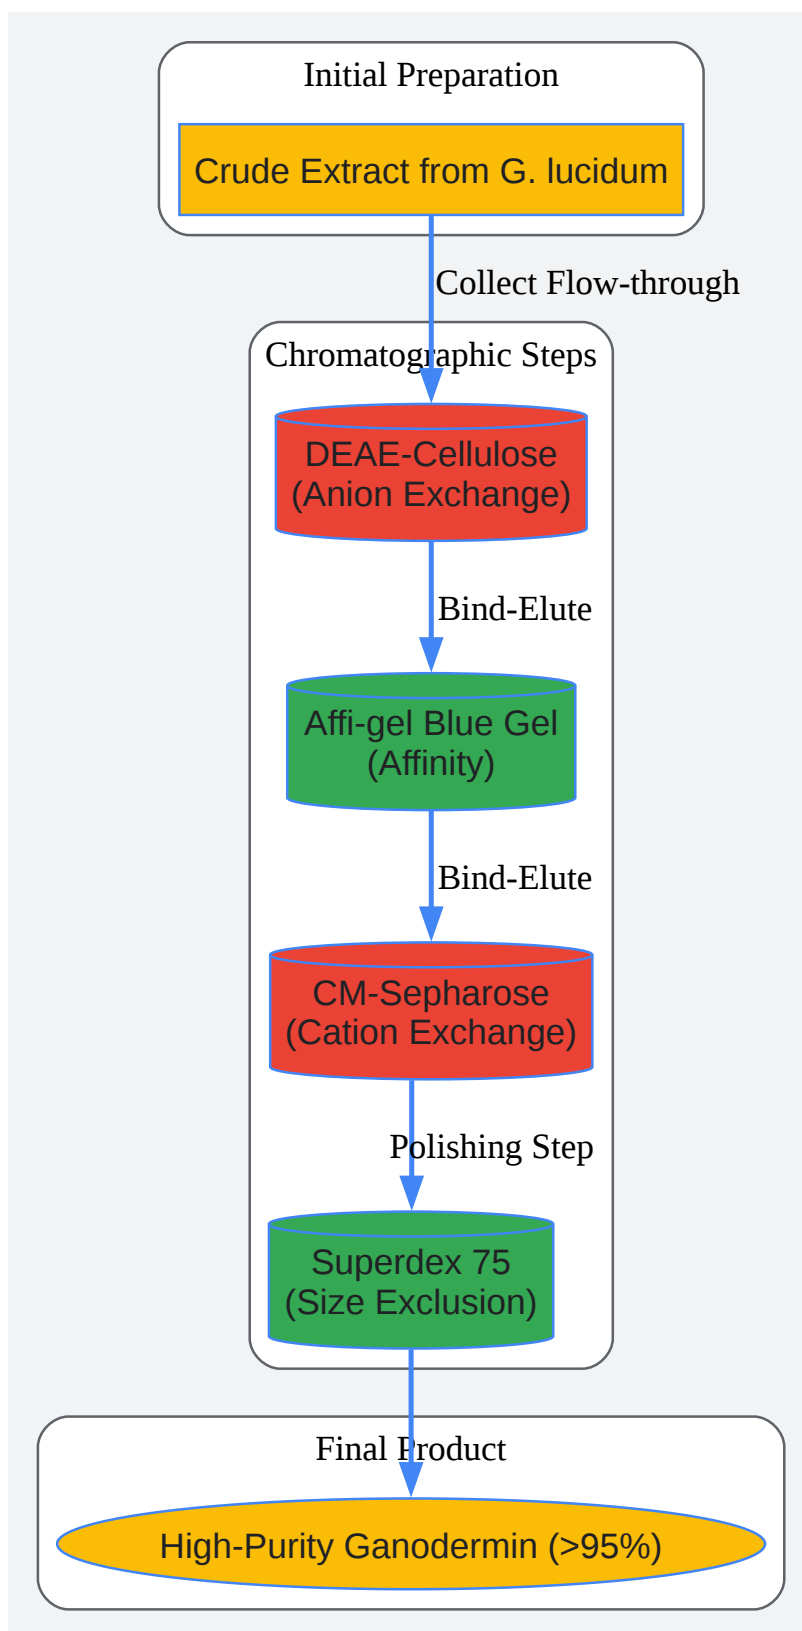 Initial Preparation
Crude Extract from G. lucidum
Collect Flow-through
Chromatographic Steps
DEAE-Cellulose
(Anion Exchange)
Bind-Elute
Affi-gel Blue Gel
(Affinity)
Bind-Elute
CM-Sepharose
(Cation Exchange)
Polishing Step
Superdex 75
(Size Exclusion)
Final Product
High-Purity Ganodermin (>95%)